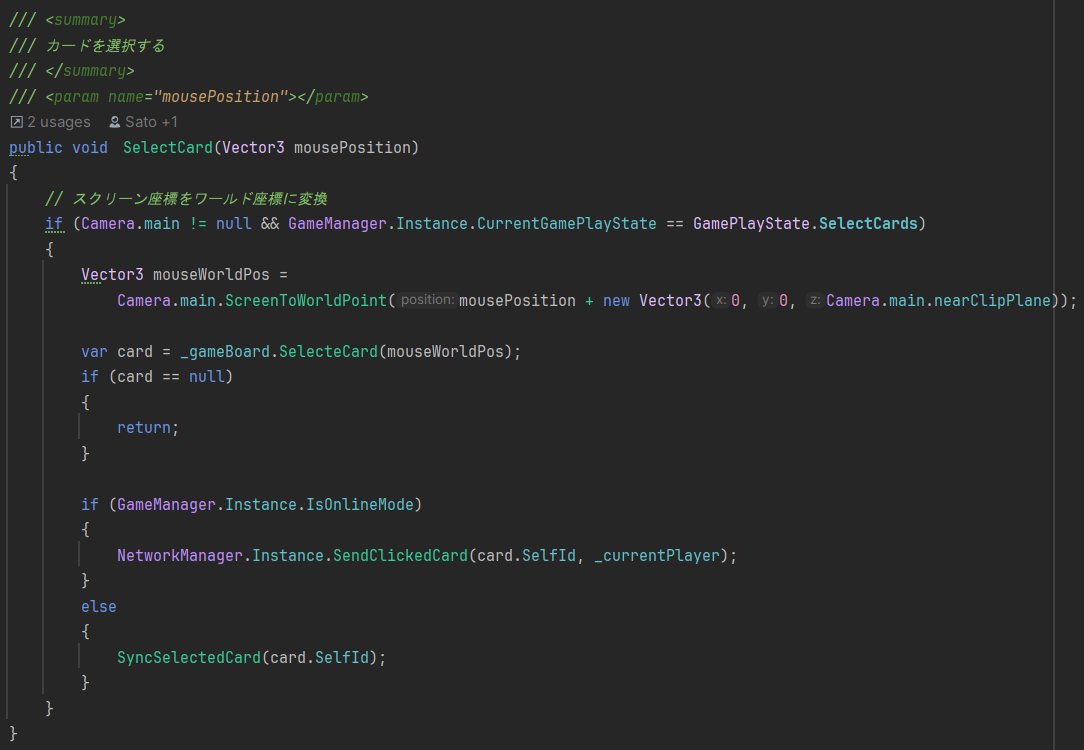 /// <summary>
/// カードを選択する
/// </summary>
/// <param name="mousePosition"></param>
2 usages Sato +1
public void  SelectCard(Vector3 mousePosition)
{
    // スクリーン座標をワールド座標に変換
    if (Camera.main != null && GameManager.Instance.CurrentGamePlayState == GamePlayState.SelectCards)
    {
        Vector3 mouseWorldPos =
            Camera.main.ScreenToWorldPoint( position: mousePosition + new Vector3( x: 0, y: 0, z: Camera.main.nearClipPlane));

        var card = _gameBoard.SelecteCard(mouseWorldPos);
        if (card == null)
        {
            return;
        }

        if (GameManager.Instance.IsOnlineMode)
        {
            NetworkManager.Instance.SendClickedCard(card.SelfId, _currentPlayer);
        }
        else
        {
            SyncSelectedCard(card.SelfId);
        }
    }
}